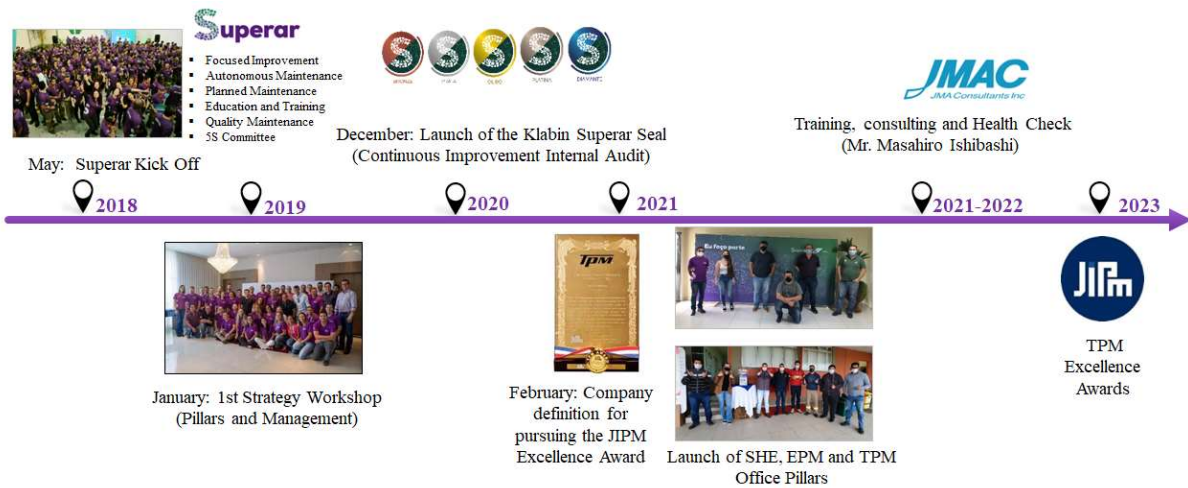 Superar
Focused Improvement
Autonomous Maintenance
Planned Maintenance
Education and Training
Quality Maintenance
5S Committee
May: Superar Kick Off
DIAMANTE
December: Launch of the Klabin Superar Seal
(Continuous Improvement Internal Audit)
JMAC
JMA Consultants Inc
Training, consulting and Health Check
(Mr. Masahiro Ishibashi)
2018
2019
2020
2021
2021-2022
2023
January: 1st Strategy Workshop
(Pillars and Management)
TPM
February: Company
definition for
pursuing the JIPM
Excellence Award
Eu faço parte
Launch of SHE, EPM and TPM
Office Pillars
JIPM
TPM
Excellence
Awards